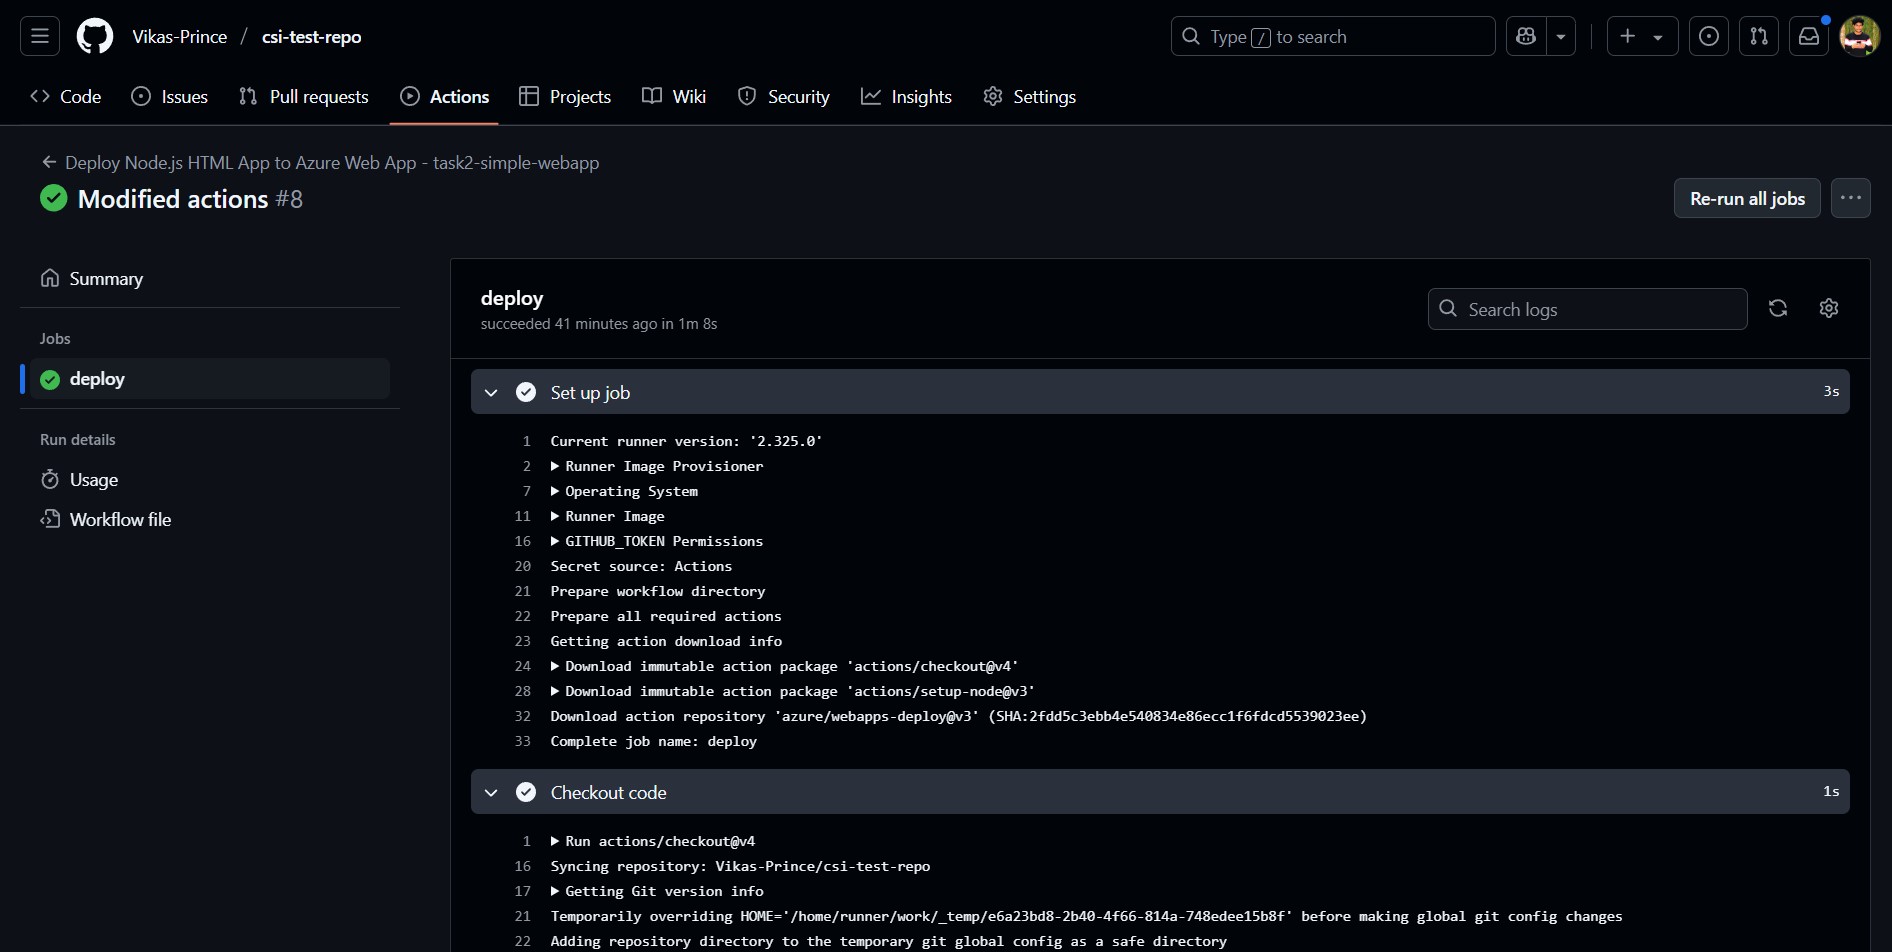 Vikas-Prince / csi-test-repo
Type / to search
Code Issues Pull requests Actions Projects Wiki Security Insights Settings
Deploy Node.js HTML App to Azure Web App - task2-simple-webapp
Modified actions #8
Re-run all jobs
Summary
Jobs
deploy
Run details
Usage
Workflow file
deploy
succeeded 41 minutes ago in 1m 8s
Search logs
Set up job 3s
1 Current runner version: '2.325.0'
2 Runner Image Provisioner
7 Operating System
11 Runner Image
16 GITHUB_TOKEN Permissions
20 Secret source: Actions
21 Prepare workflow directory
22 Prepare all required actions
23 Getting action download info
24 Download immutable action package 'actions/checkout@v4'
28 Download immutable action package 'actions/setup-node@v3'
32 Download action repository 'azure/webapps-deploy@v3' (SHA:2fdd5c3ebb4e540834e86ecc1f6fdcd5539023ee)
33 Complete job name: deploy
Checkout code 1s
1 Run actions/checkout@v4
16 Syncing repository: Vikas-Prince/csi-test-repo
17 Getting Git version info
21 Temporarily overriding HOME='/home/runner/work/_temp/e6a23bd8-2b40-4f66-814a-748edee15b8f' before making global git config changes
22 Adding repository directory to the temporary git global config as a safe directory